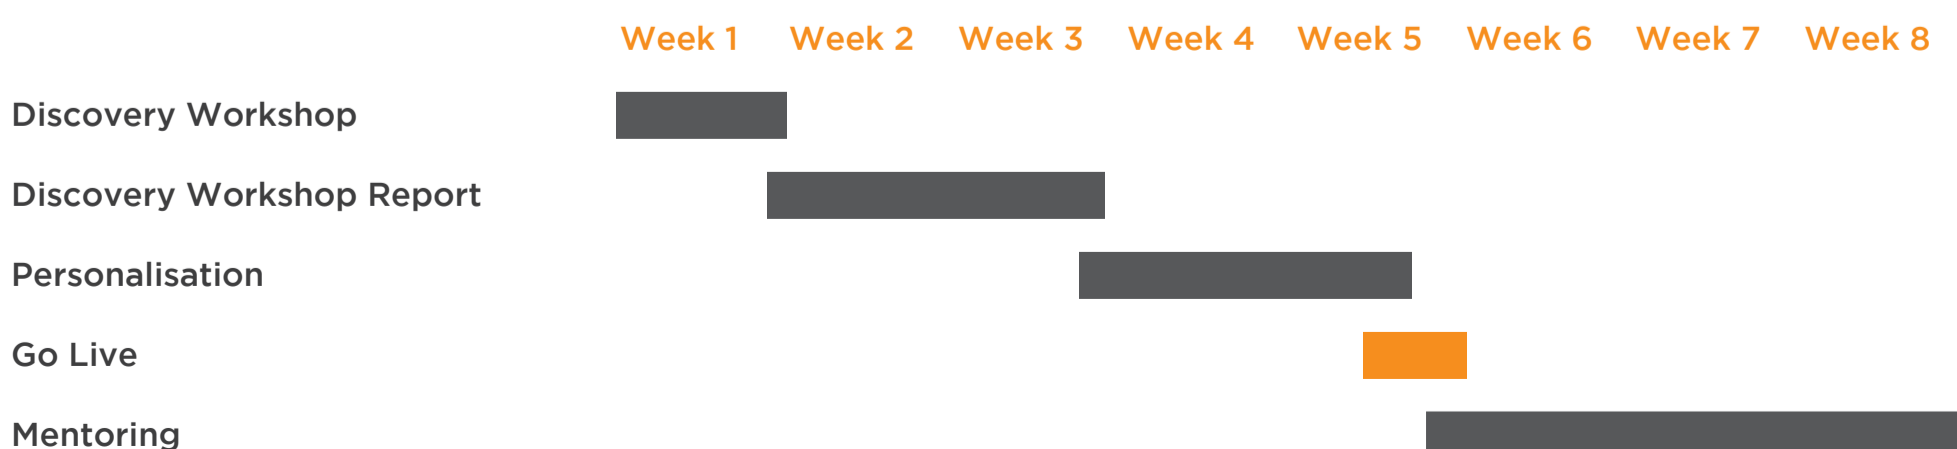 Week 1 Week 2 Week 3 Week 4 Week 5 Week 6 Week 7 Week 8
Discovery Workshop
Discovery Workshop Report
Personalisation
Go Live
Mentoring